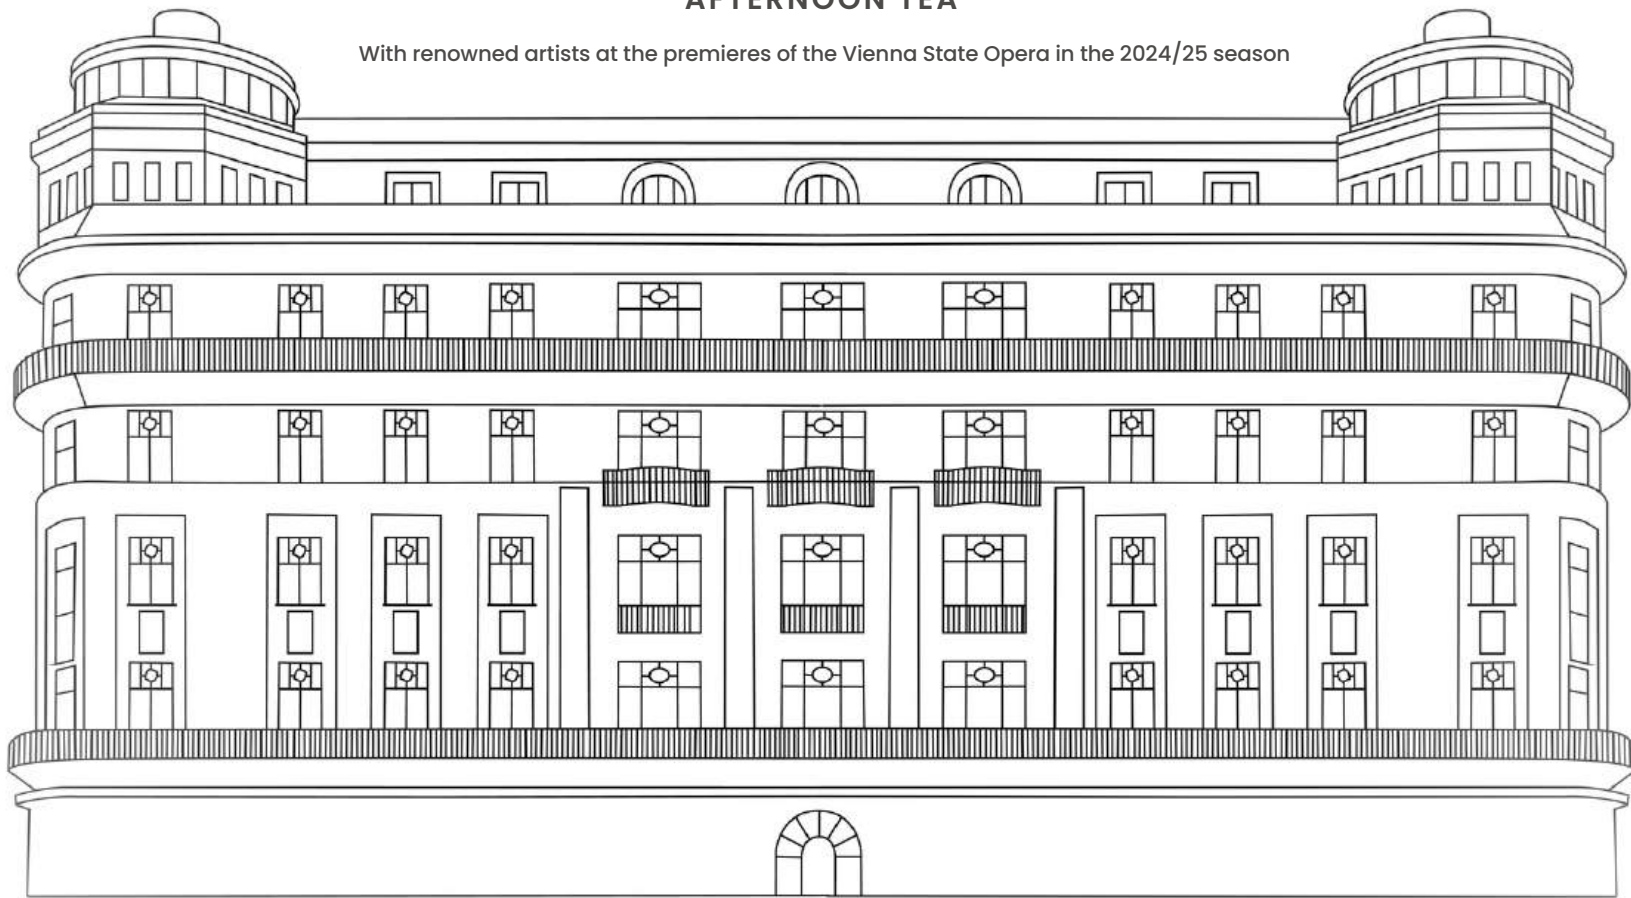 AFTERNOON TEA
With renowned artists at the premieres of the Vienna State Opera in the 2024/25 season